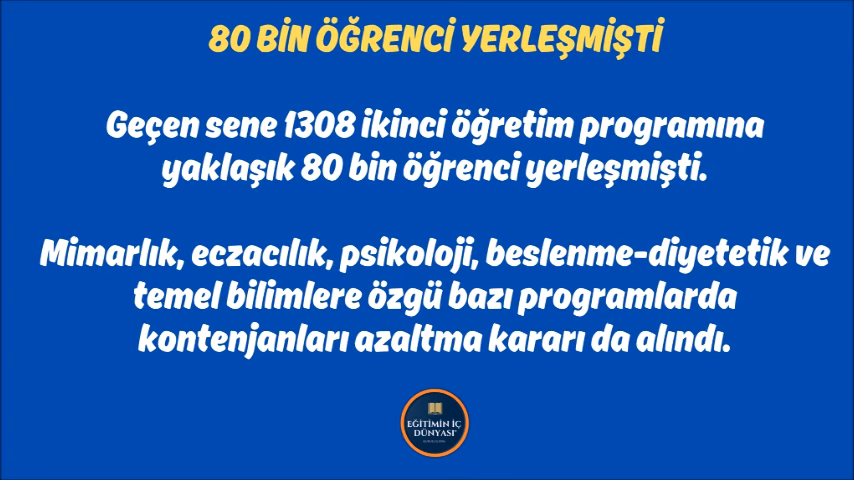 80 BİN ÖĞRENCİ YERLEŞMİŞTİ
Geçen sene 1308 ikinci öğretim programına
yaklaşık 80 bin öğrenci yerleşmişti.
Mimarlık, eczacılık, psikoloji, beslenme-diyetetik ve
temel bilimlere özgü bazı programlarda
kontenjanları azaltma kararı da alındı.
EĞİTİMİN İÇ
DÜNYASI